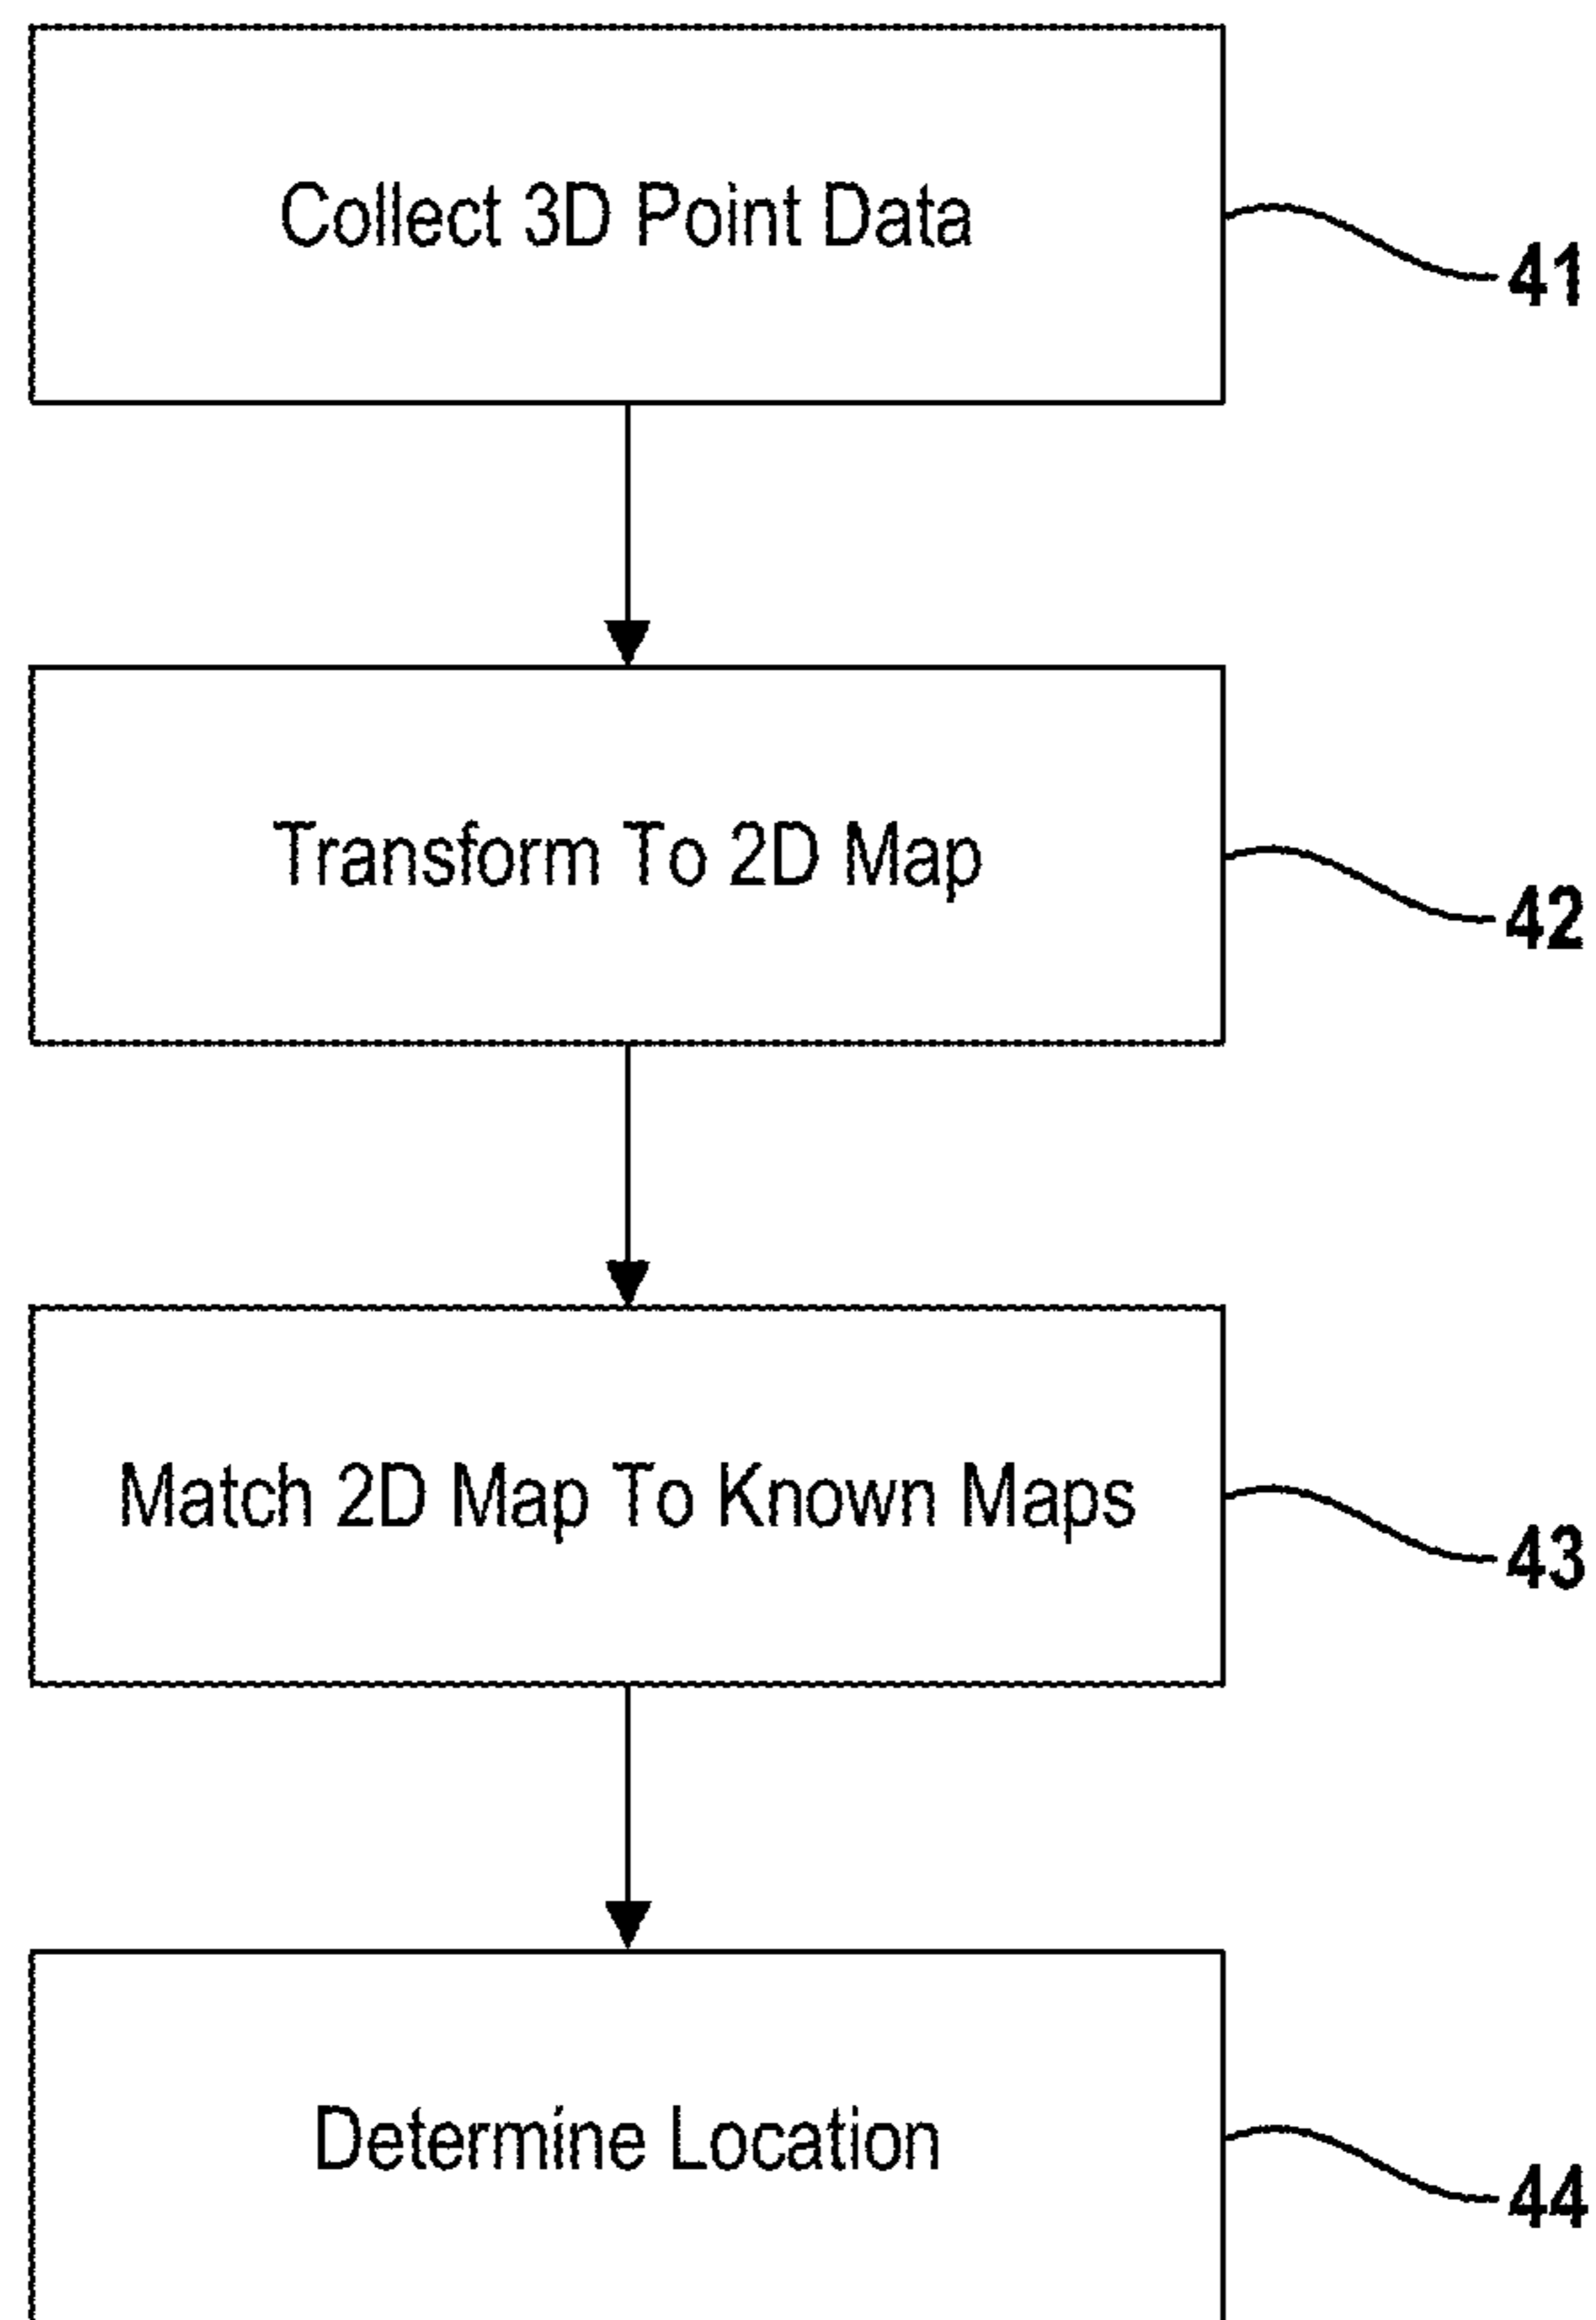 Collect 3D Point Data
41
Transform To 2D Map
42
Match 2D Map To Known Maps
43
Determine Location
44